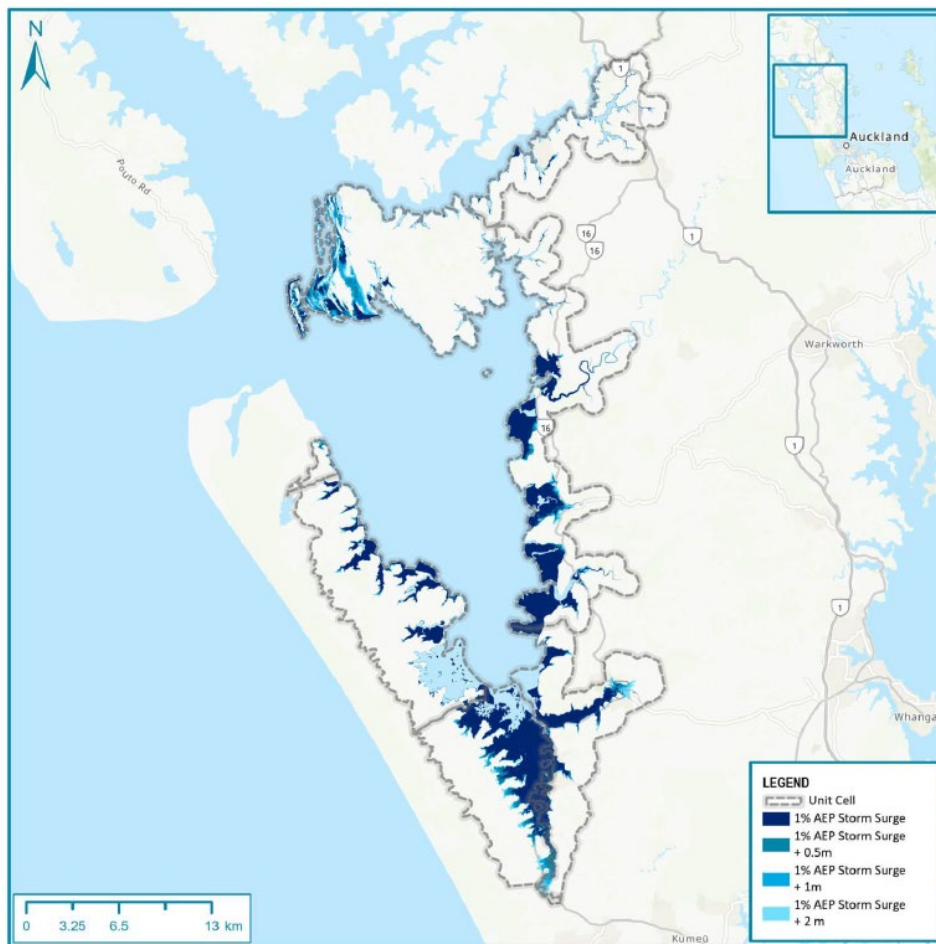 N
1
Pouto Rd
Auckland
Auckland
16
16
1
Warkworth
16
1
1
Whanga
LEGEND
Unit Cell
1% AEP Storm Surge
1% AEP Storm Surge
+ 0.5m
1% AEP Storm Surge
+ 1m
1% AEP Storm Surge
+ 2 m
0 3.25 6.5 13 km
Kumeū